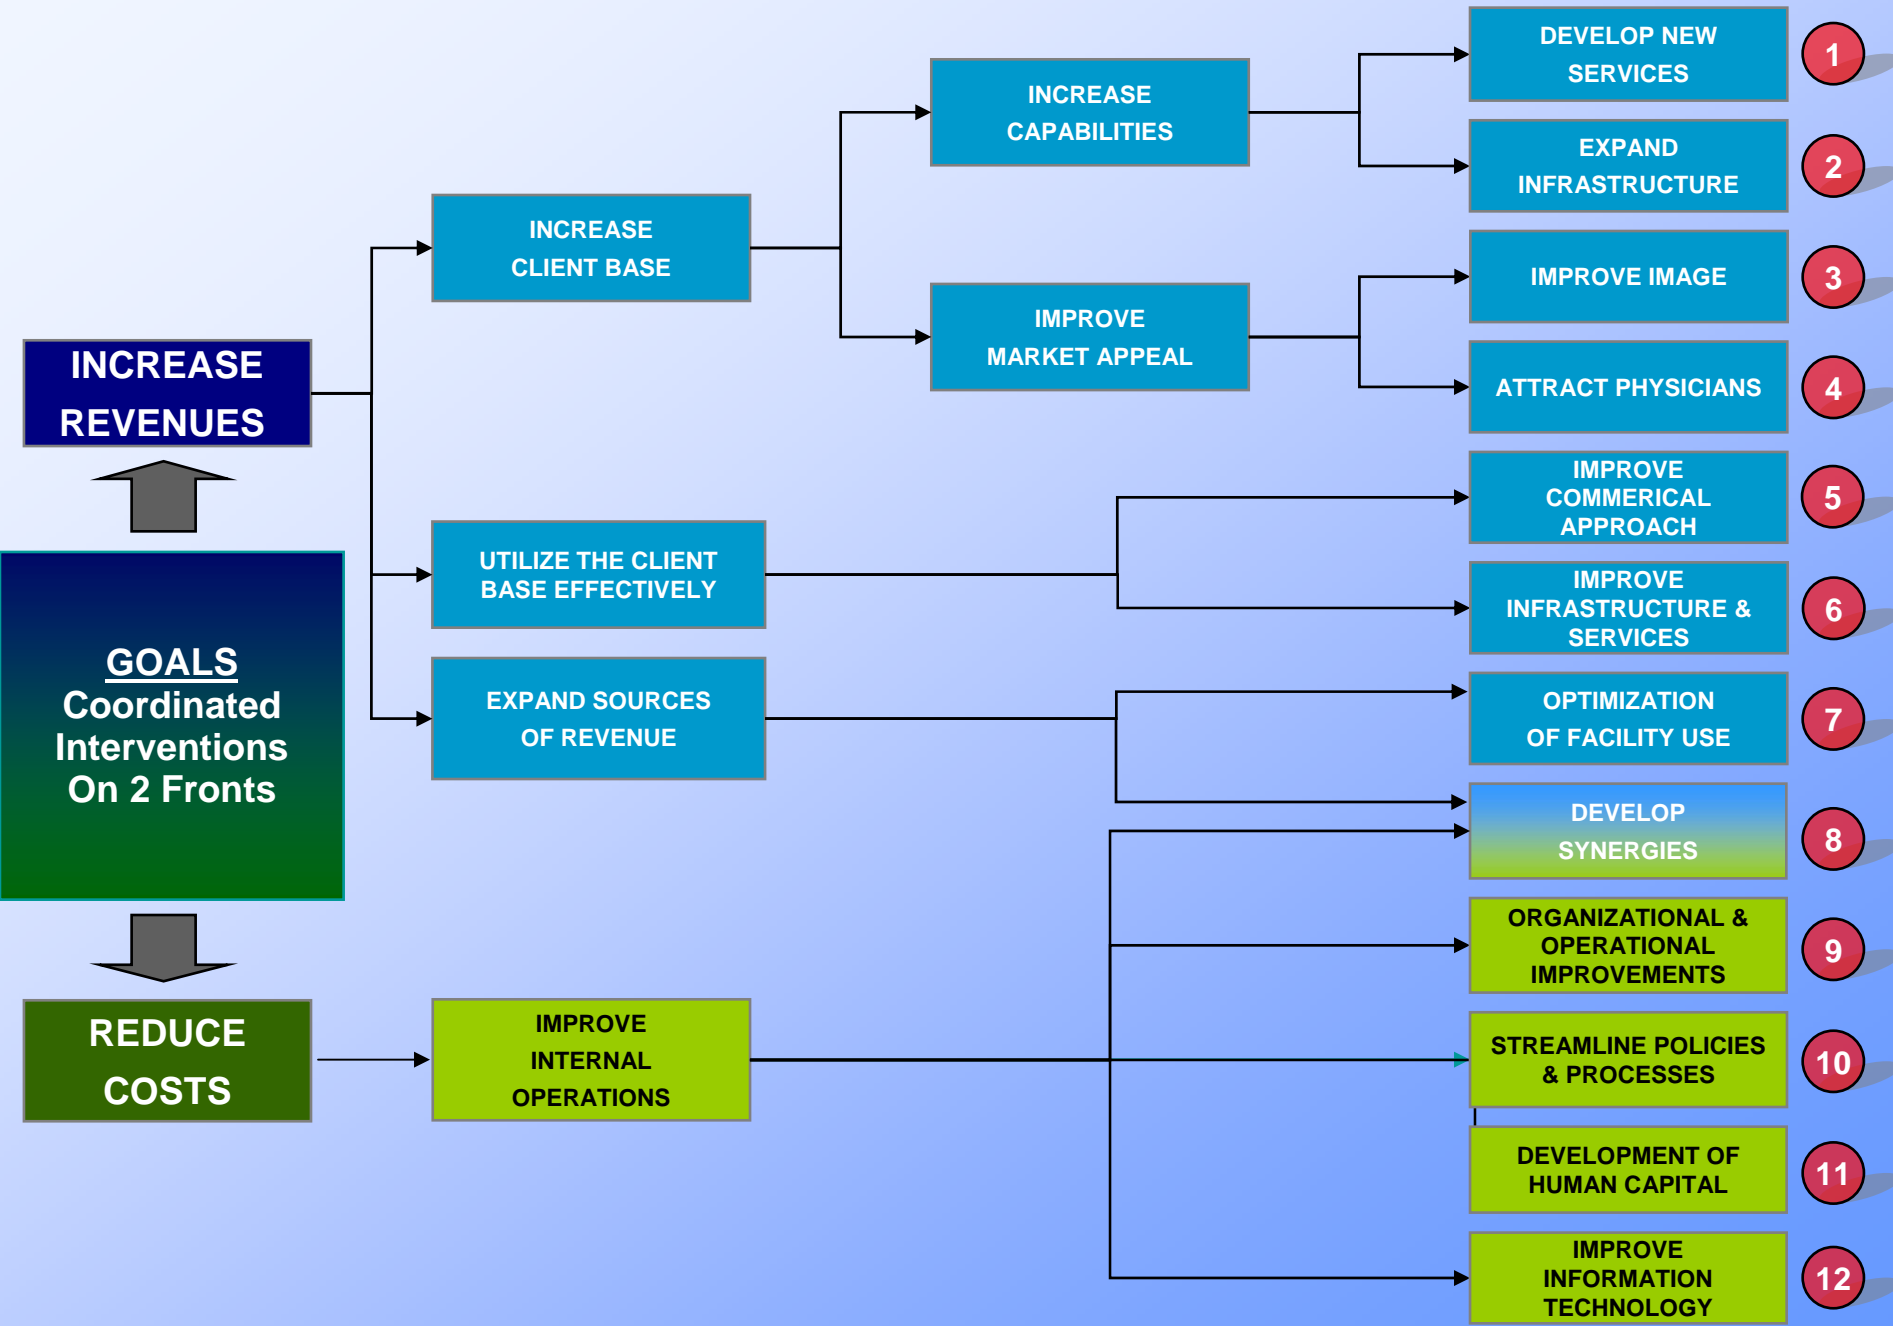 DEVELOP NEW
SERVICES
1
INCREASE
CAPABILITIES
EXPAND
INFRASTRUCTURE
2
INCREASE
CLIENT BASE
IMPROVE IMAGE
3
IMPROVE
MARKET APPEAL
INCREASE
REVENUES
ATTRACT PHYSICIANS
4
IMPROVE
COMMERICAL
APPROACH
5
UTILIZE THE CLIENT
BASE EFFECTIVELY
IMPROVE
INFRASTRUCTURE &
SERVICES
6
GOALS
Coordinated
Interventions
On 2 Fronts
EXPAND SOURCES
OF REVENUE
OPTIMIZATION
OF FACILITY USE
7
DEVELOP
SYNERGIES
8
ORGANIZATIONAL &
OPERATIONAL
IMPROVEMENTS
9
REDUCE
COSTS
IMPROVE
INTERNAL
OPERATIONS
STREAMLINE POLICIES
& PROCESSES
10
DEVELOPMENT OF
HUMAN CAPITAL
11
IMPROVE
INFORMATION
TECHNOLOGY
12